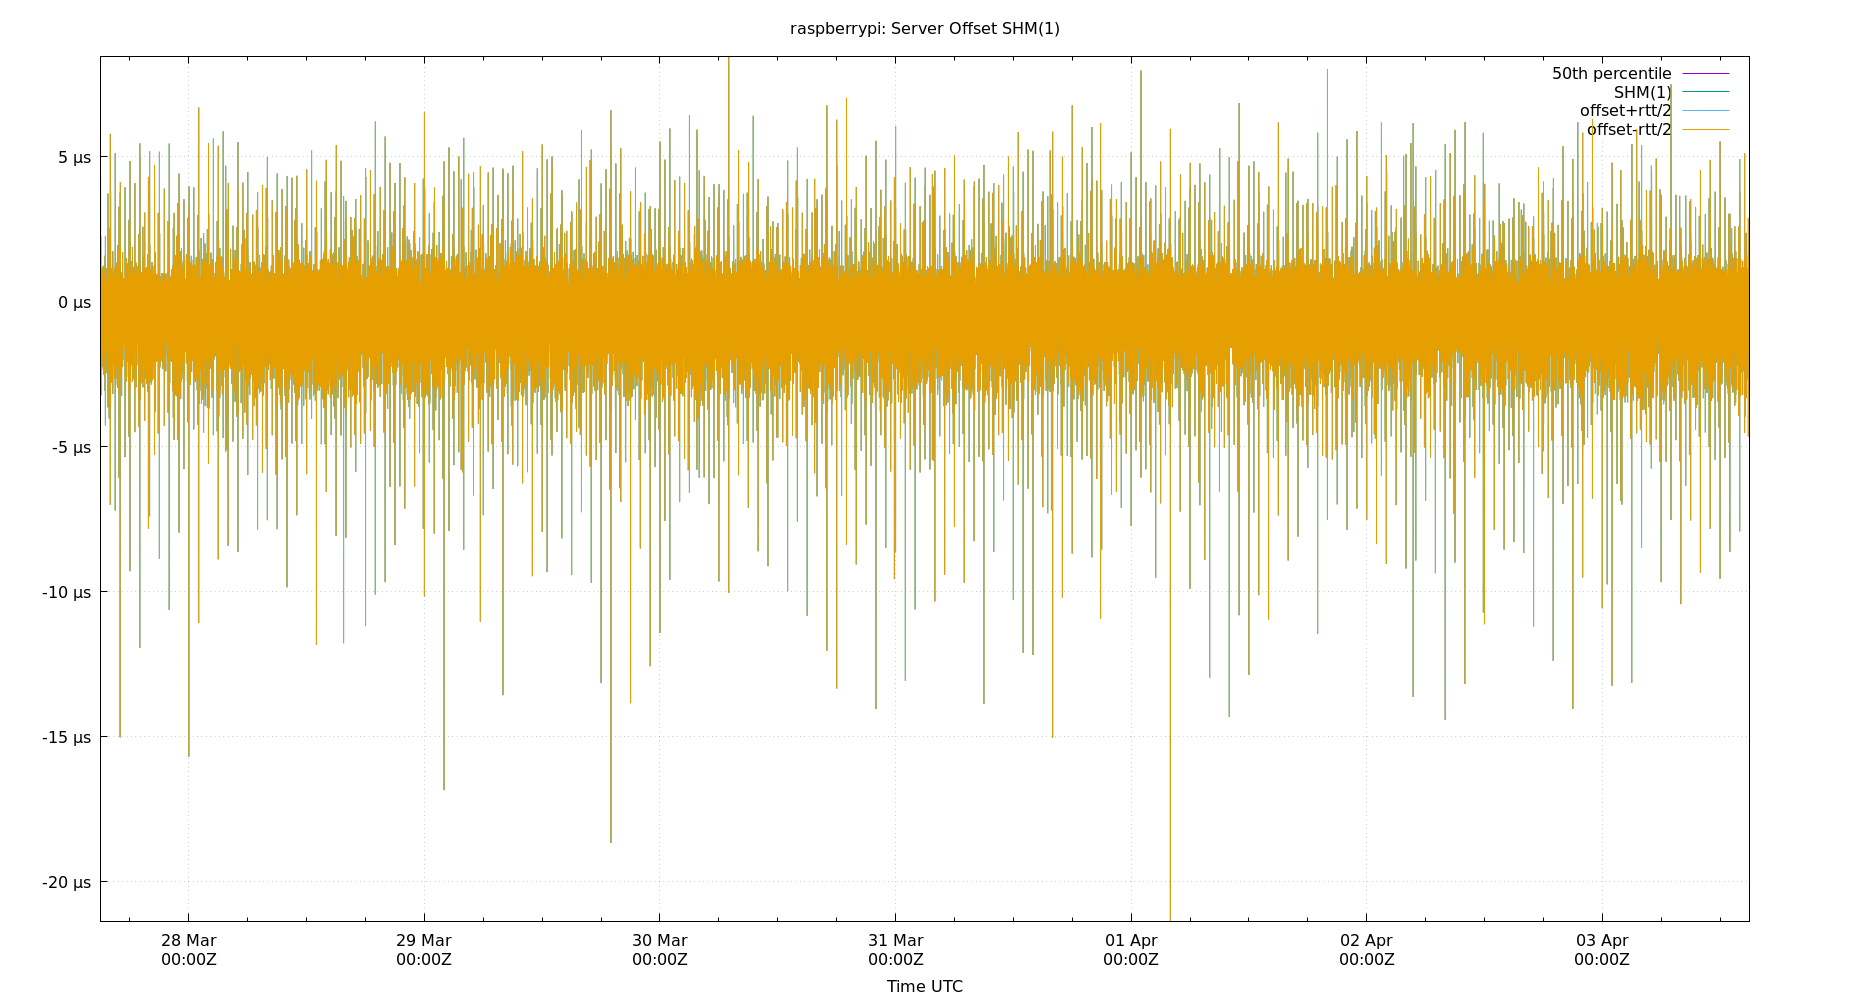 raspberrypi: Server Offset SHM(1)
50th percentile
SHM(1)
offset+rtt/2
offset-rtt/2
5 µs
0 µs
-5 µs
-10 µs
-15 µs
-20 µs
28 Mar 29 Mar 30 Mar 31 Mar 01 Apr 02 Apr 03 Apr
00:00Z 00:00Z 00:00Z 00:00Z 00:00Z 00:00Z 00:00Z
Time UTC